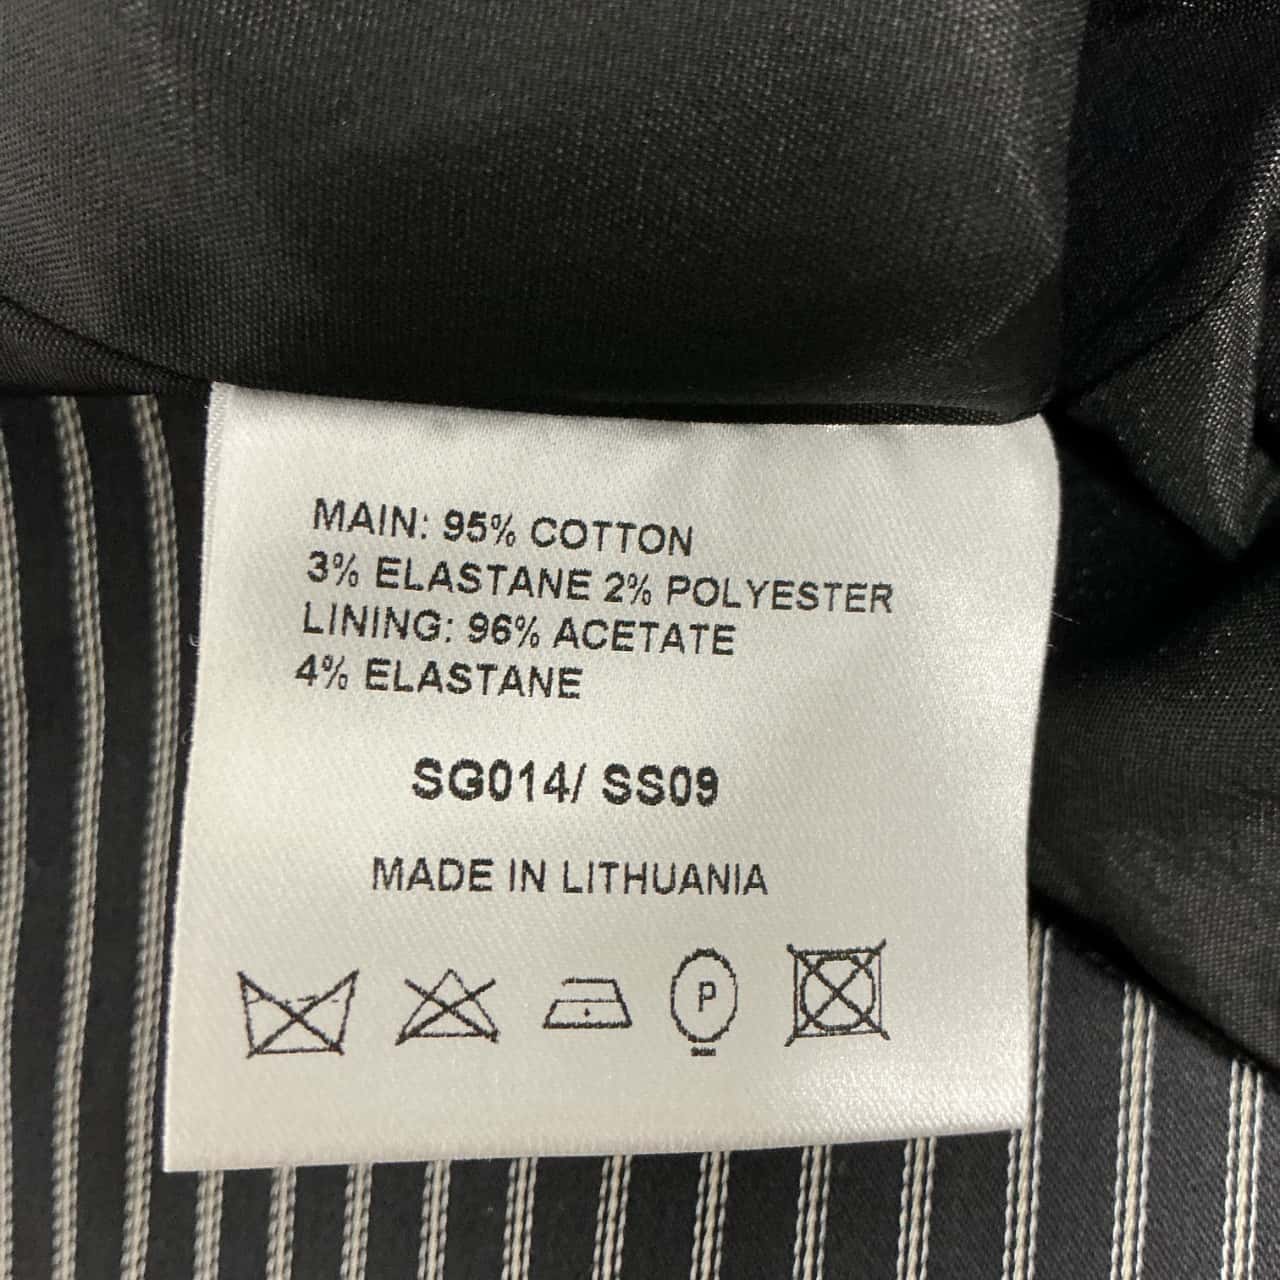 MAIN: 95% COTTON
3% ELASTANE 2% POLYESTER
LINING: 96% ACETATE
4% ELASTANE
SG014/ SS09
MADE IN LITHUANIA
P